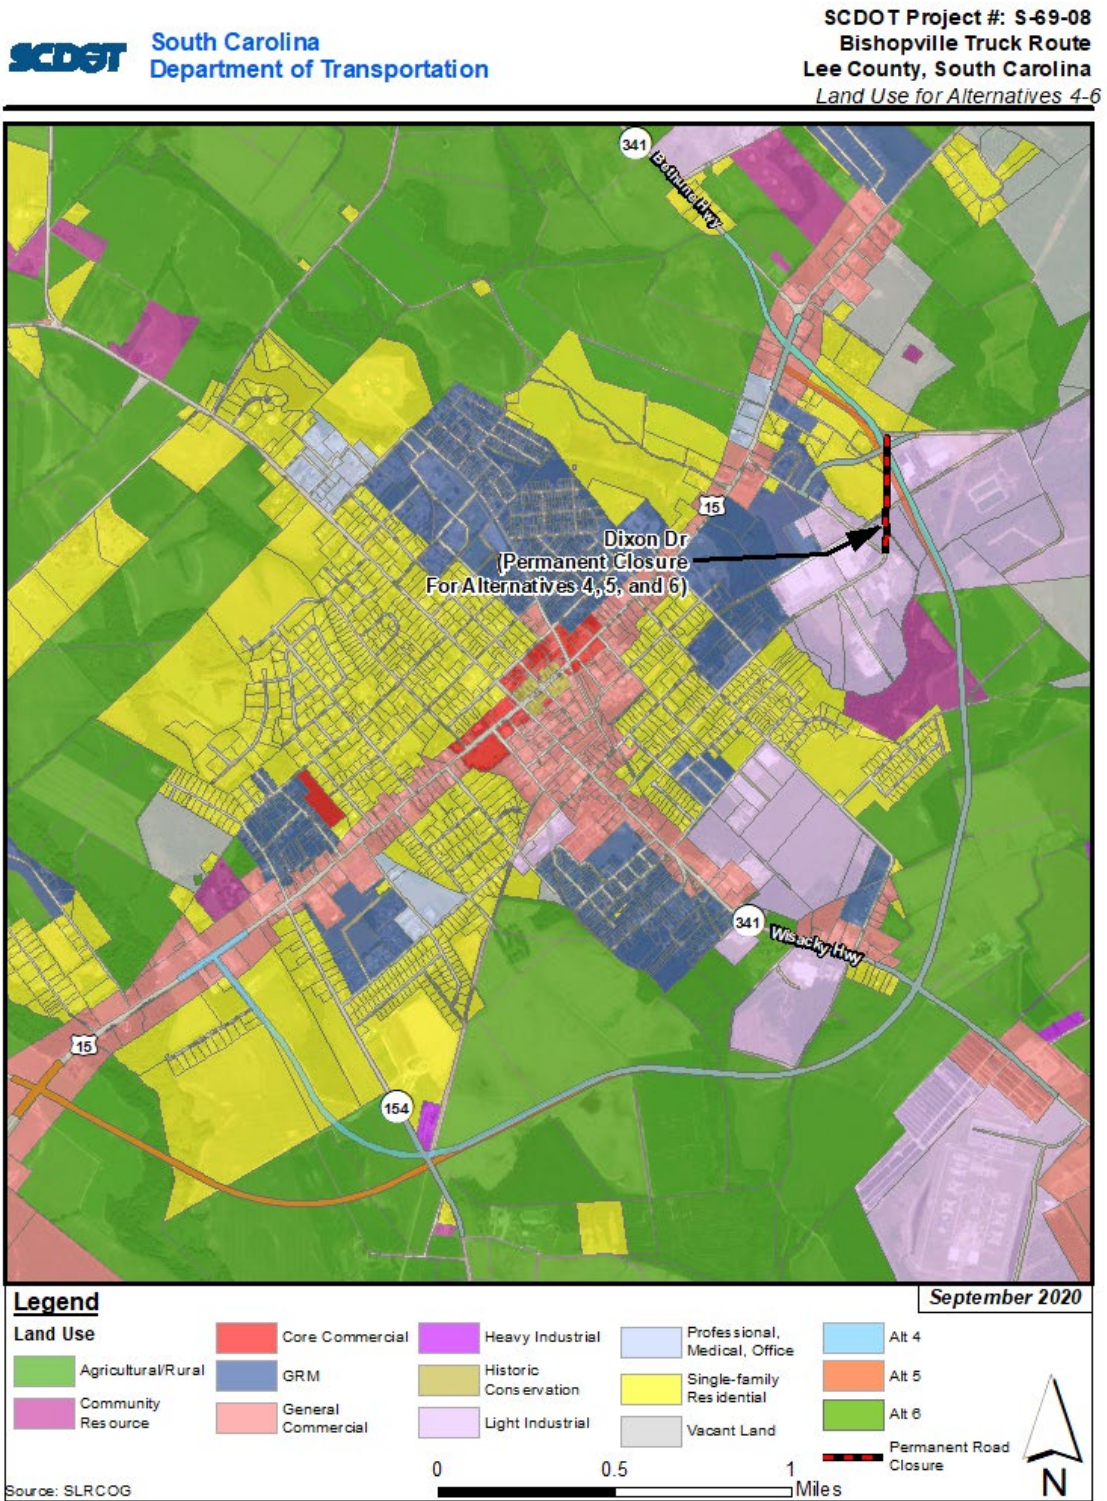 SCDOT
South Carolina
Department of Transportation
SCDOT Project #: S-69-08
Bishopville Truck Route
Lee County, South Carolina
Land Use for Alternatives 4-6
341
Bethune Hwy
15
Dixon Dr
(Permanent Closure
For Alternatives 4, 5, and 6)
341
Wisacky Hwy
15
154
Legend
September 2020
Land Use
Agricultural/Rural
Community
Resource
Core Commercial
GRM
General
Commercial
Heavy Industrial
Historic
Conservation
Light Industrial
Professional,
Medical, Office
Single-family
Residential
Vacant Land
Alt 4
Alt 5
Alt 6
Permanent Road
Closure
N
0 0.5 1
Miles
Source: SLRCOG